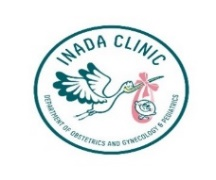 INADA CLINIC
DEPARTMENT OF OBSTETRICS AND GYNECOLOGY & PEDIATRICS